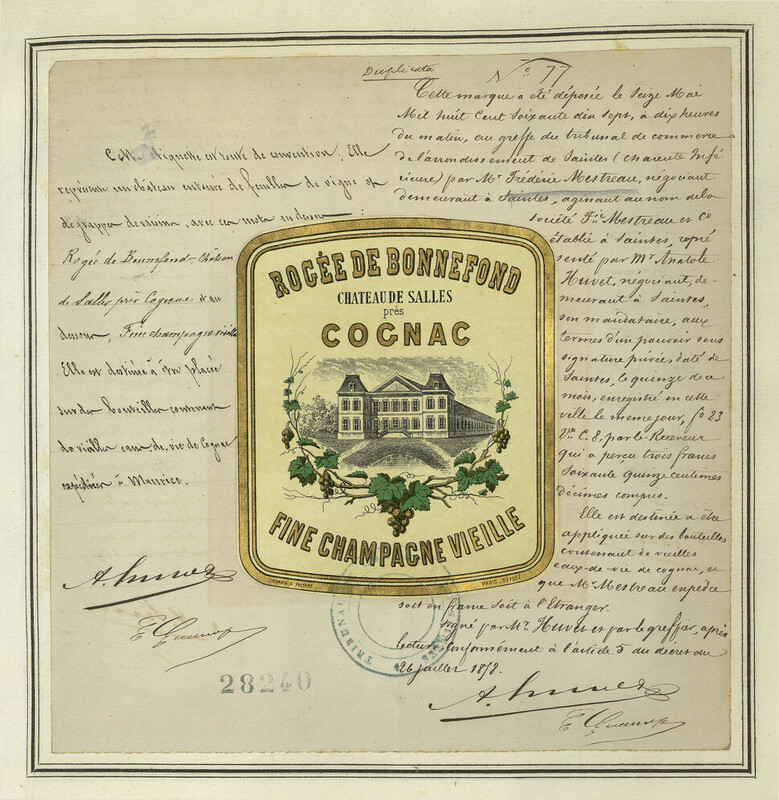 Duplicata
No 77
Cette vignette est toute de convention; Elle
représente un château entouré de feuilles de vigne et
de grappes de raisin, avec ces mots en dessus :
Rogée de Bonnefond-Château
de Salles près Cognac et au
dessous, Fine champagne vieille
Elle est destinée à être placée
sur des bouteilles contenant
de vieilles eaux-de-vie de Cognac
expédiées à Maurice.
ROGÉE DE BONNEFOND
CHATEAU DE SALLES
près
COGNAC
FINE CHAMPAGNE VIEILLE
PARIS
Cette marque a été déposée le seize Mai
Mil huit cent soixante dix sept, à dix heures
du matin, au greffe du tribunal de commerce
de l'arrondissement de Saintes (charente Infé
rieure) par Mr Frédéric Mestreau, négociant
demeurant à Saintes, agissant au nom de la
société Fic Mestreau et Co
établie à Saintes, repré
senté par Mr Anatole
Huvet, négociant, de-
meurant à Saintes,
son mandataire, aux
termes d'un pouvoir sous
signature privée, daté de
Saintes, le quinze de ce
mois, enregistré en cette
ville le même jour, fo 23
Vo C. 8, par le Receveur
qui a perçu trois francs
soixante quinze centimes
décimes compris.
Elle est destinée à être
appliquée sur des bouteilles
contenant de vieilles
eaux-de-vie de cognac, et
que Mr Mestreau expédie
soit en france soit à l'Etranger.
Signé par Mr Huvet et par le greffier, après
lecture, conformément à l'article 5 du décret du
26 juillet 1858.
TRIBUNAL
28240